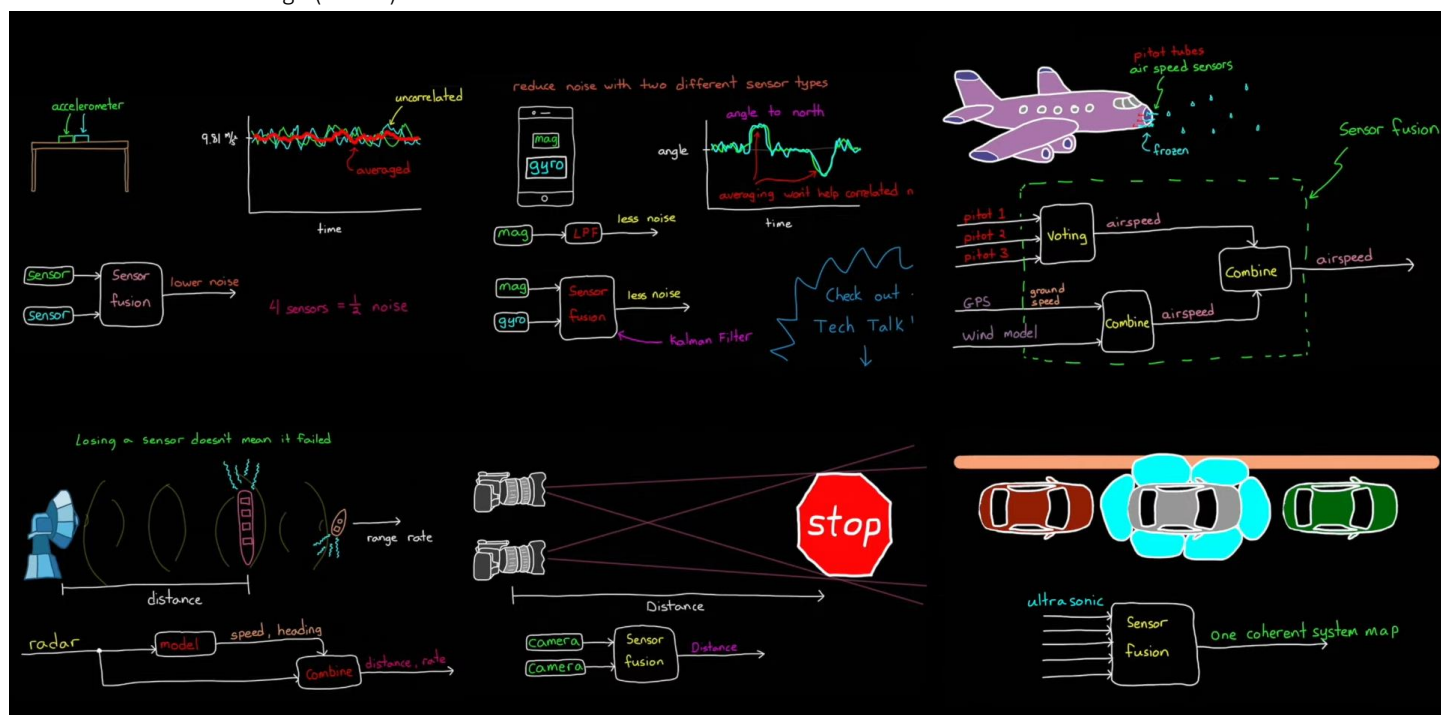 accelerometer
uncorrelated
9.81 m/s²
averaged
time
sensor
sensor
Sensor
fusion
lower noise
4 sensors = 1/2 noise
reduce noise with two different sensor types
mag
gyro
angle to north
angle
averaging won't help correlated n
time
mag
LPF
less noise
mag
gyro
Sensor
fusion
less noise
Kalman Filter
Check out
Tech Talk
pitot tubes
air speed sensors
frozen
Sensor fusion
pitot 1
pitot 2
pitot 3
Voting
airspeed
Combine
airspeed
GPS
ground
speed
Wind model
Combine
airspeed
Losing a sensor doesn't mean it failed
range rate
distance
radar
model
speed, heading
Combine
distance, rate
stop
Distance
camera
camera
Sensor
fusion
Distance
ultrasonic
Sensor
fusion
one coherent system map